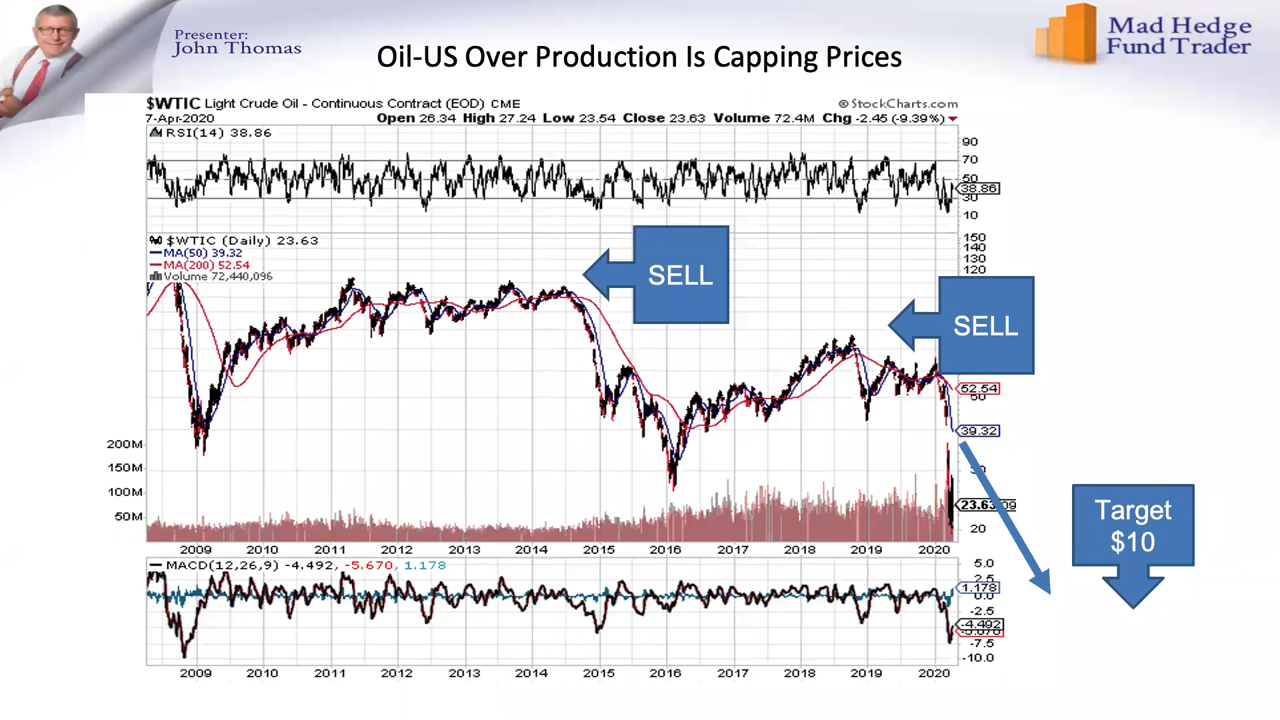 Presenter:
John Thomas
Oil-US Over Production Is Capping Prices
Mad Hedge
Fund Trader
$WTIC Light Crude Oil - Continuous Contract (EOD) CME
© StockCharts.com
7-Apr-2020
Open 26.34 High 27.24 Low 23.54 Close 23.63 Volume 72.4M Chg -2.45 (-9.39%)
RSI(14) 38.86
90
70
50
38.86
30
10
$WTIC (Daily) 23.63
MA(50) 39.32
MA(200) 52.54
Volume 72,440,096
150
140
130
120
SELL
SELL
52.54
50
39.32
30
23.63
20
200M
150M
100M
50M
Target
$10
2009 2010 2011 2012 2013 2014 2015 2016 2017 2018 2019 2020
MACD(12,26,9) -4.492, -5.670, 1.178
5.0
2.5
1.178
0.0
-2.5
-4.492
-5.670
-7.5
-10.0
2009 2010 2011 2012 2013 2014 2015 2016 2017 2018 2019 2020